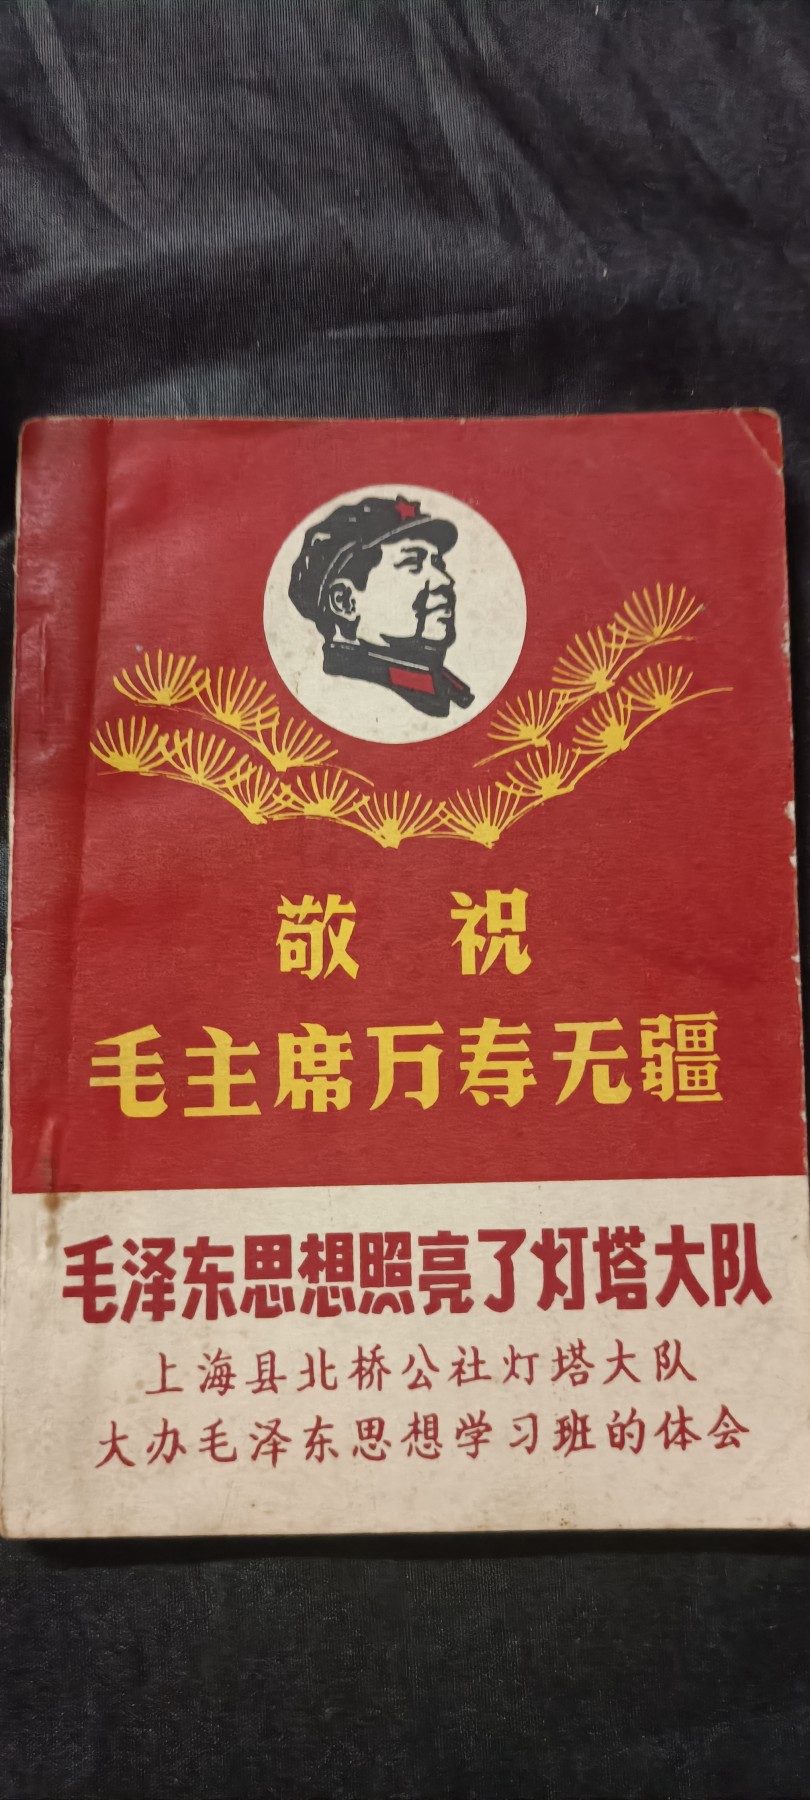 敬祝
毛主席万寿无疆
毛泽东思想照亮了灯塔大队
上海县北桥公社灯塔大队
大办毛泽东思想学习班的体会